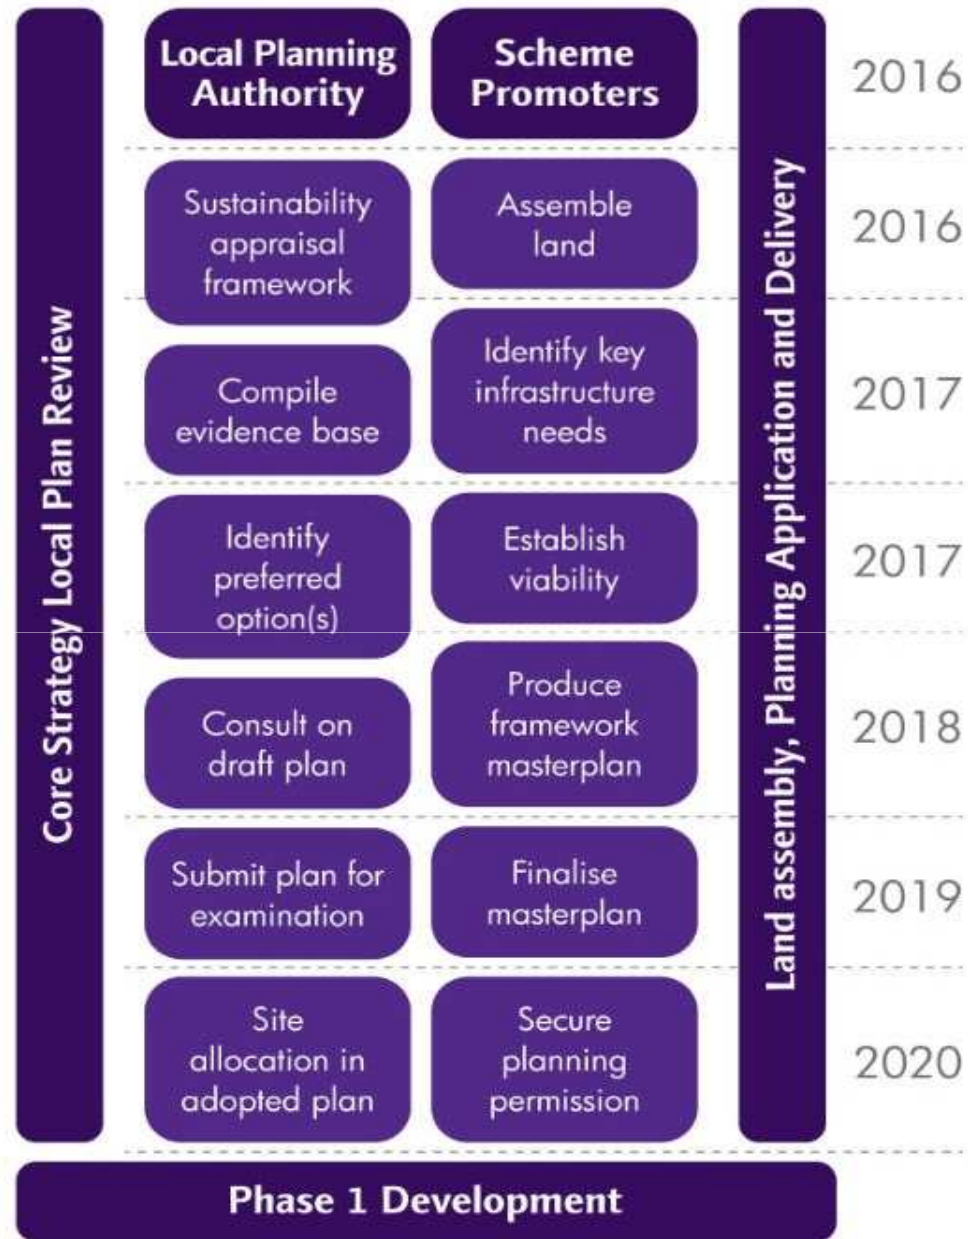 Core Strategy Local Plan Review
Local Planning
Authority
Scheme
Promoters
2016
Sustainability
appraisal
framework
Assemble
land
2016
Compile
evidence base
Identify key
infrastructure
needs
2017
Identify
preferred
option(s)
Establish
viability
2017
Consult on
draft plan
Produce
framework
masterplan
2018
Submit plan for
examination
Finalise
masterplan
2019
Site
allocation in
adopted plan
Secure
planning
permission
2020
Land assembly, Planning Application and Delivery
Phase 1 Development